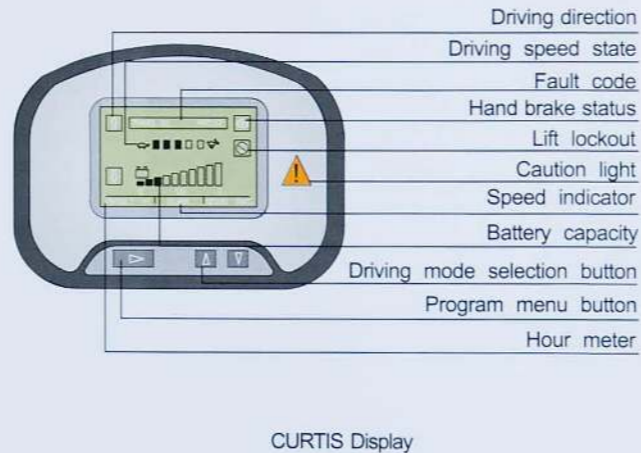 Driving direction
Driving speed state
Fault code
Hand brake status
Lift lockout
Caution light
Speed indicator
Battery capacity
Driving mode selection button
Program menu button
Hour meter
CURTIS Display